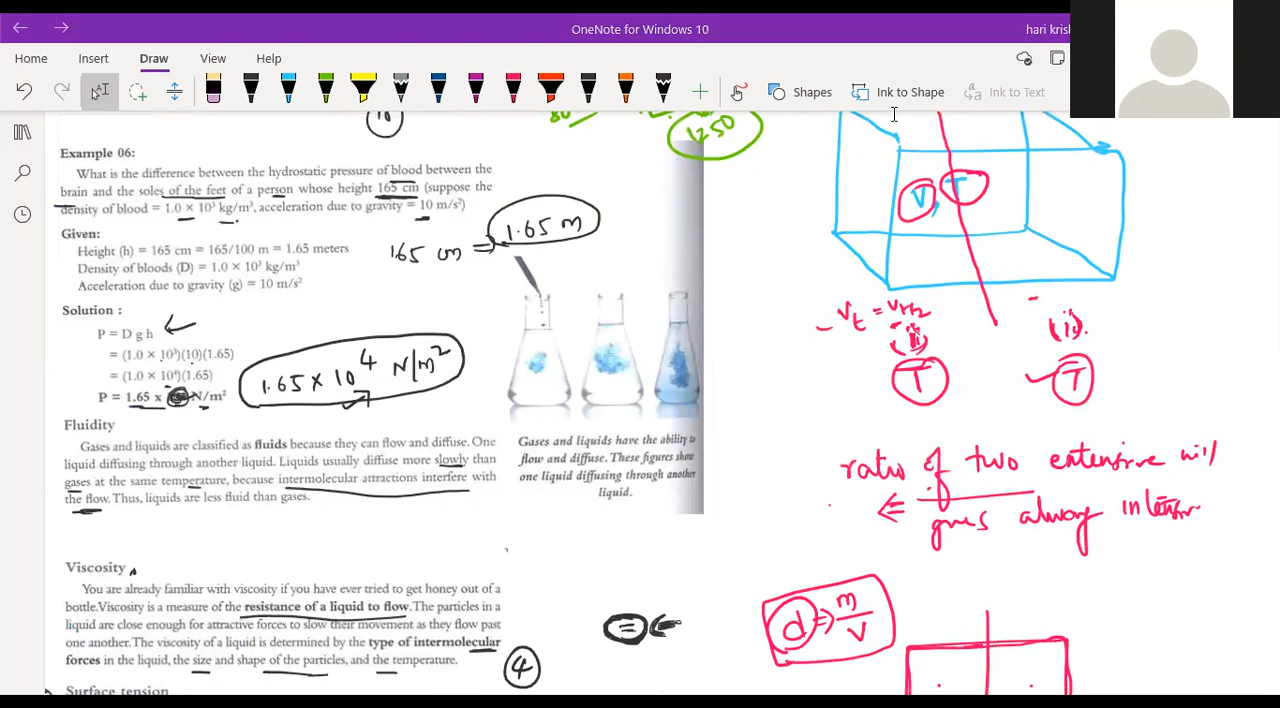 OneNote for Windows 10
hari krish
Home
Insert
Draw
View
Help
Shapes
Ink to Shape
Ink to Text
1250
Example 06:
What is the difference between the hydrostatic pressure of blood between the
brain and the soles of the feet of a person whose height 165 cm (suppose the
density of blood = 1.0 × 10³ kg/m³, acceleration due to gravity = 10 m/s²)
Given:
Height (h) = 165 cm = 165/100 m = 1.65 meters
Density of bloods (D) = 1.0 × 10³ kg/m³
Acceleration due to gravity (g) = 10 m/s²
165 cm = 1.65 m
Solution :
P = D g h
= (1.0 × 10³)(10)(1.65)
= (1.0 × 10⁴)(1.65)
P = 1.65 x N/m²
1.65 × 10⁴ N/m²
Fluidity
Gases and liquids are classified as fluids because they can flow and diffuse. One
liquid diffusing through another liquid. Liquids usually diffuse more slowly than
gases at the same temperature, because intermolecular attractions interfere with
the flow. Thus, liquids are less fluid than gases.
Gases and liquids have the ability to
flow and diffuse. These figures show
one liquid diffusing through another
liquid.
Viscosity
You are already familiar with viscosity if you have ever tried to get honey out of a
bottle.Viscosity is a measure of the resistance of a liquid to flow. The particles in a
liquid are close enough for attractive forces to slow their movement as they flow past
one another. The viscosity of a liquid is determined by the type of intermolecular
forces in the liquid, the size and shape of the particles, and the temperature.
4
Surface tension
V, T
(ii).
T
T
ratio of two extensive will
⇐ gives always intensi
d ⇒ m/V